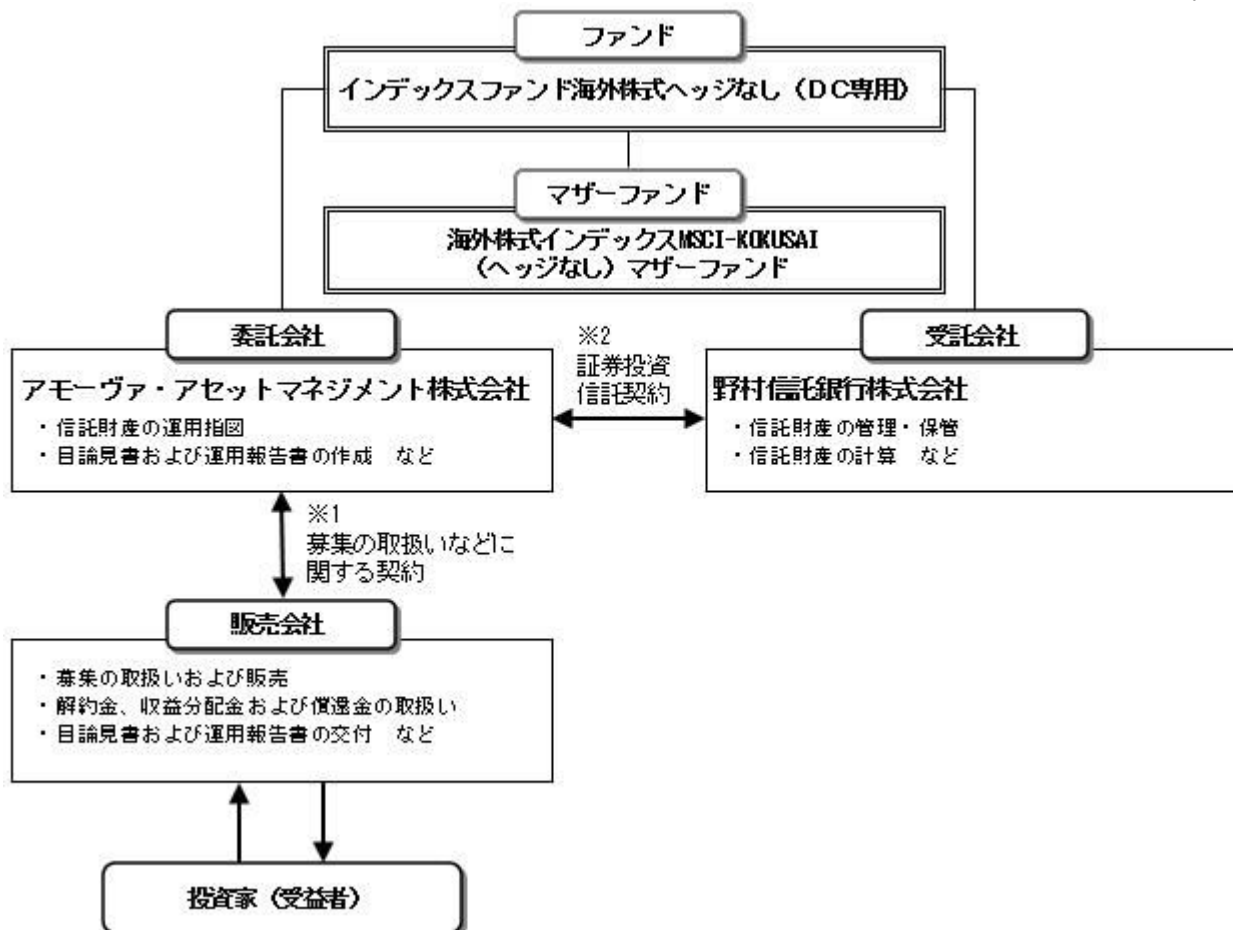 ファンド
インデックスファンド海外株式ヘッジなし（ＤＣ専用）
マザーファンド
海外株式インデックスMSCI-KOKUSAI
（ヘッジなし）マザーファンド
委託会社
アモーヴァ・アセットマネジメント株式会社
・信託財産の運用指図
・目論見書および運用報告書の作成　など
※2
証券投資
信託契約
受託会社
野村信託銀行株式会社
・信託財産の管理・保管
・信託財産の計算　など
※1
募集の取扱いなどに
関する契約
販売会社
・募集の取扱いおよび販売
・解約金、収益分配金および償還金の取扱い
・目論見書および運用報告書の交付　など
投資家（受益者）